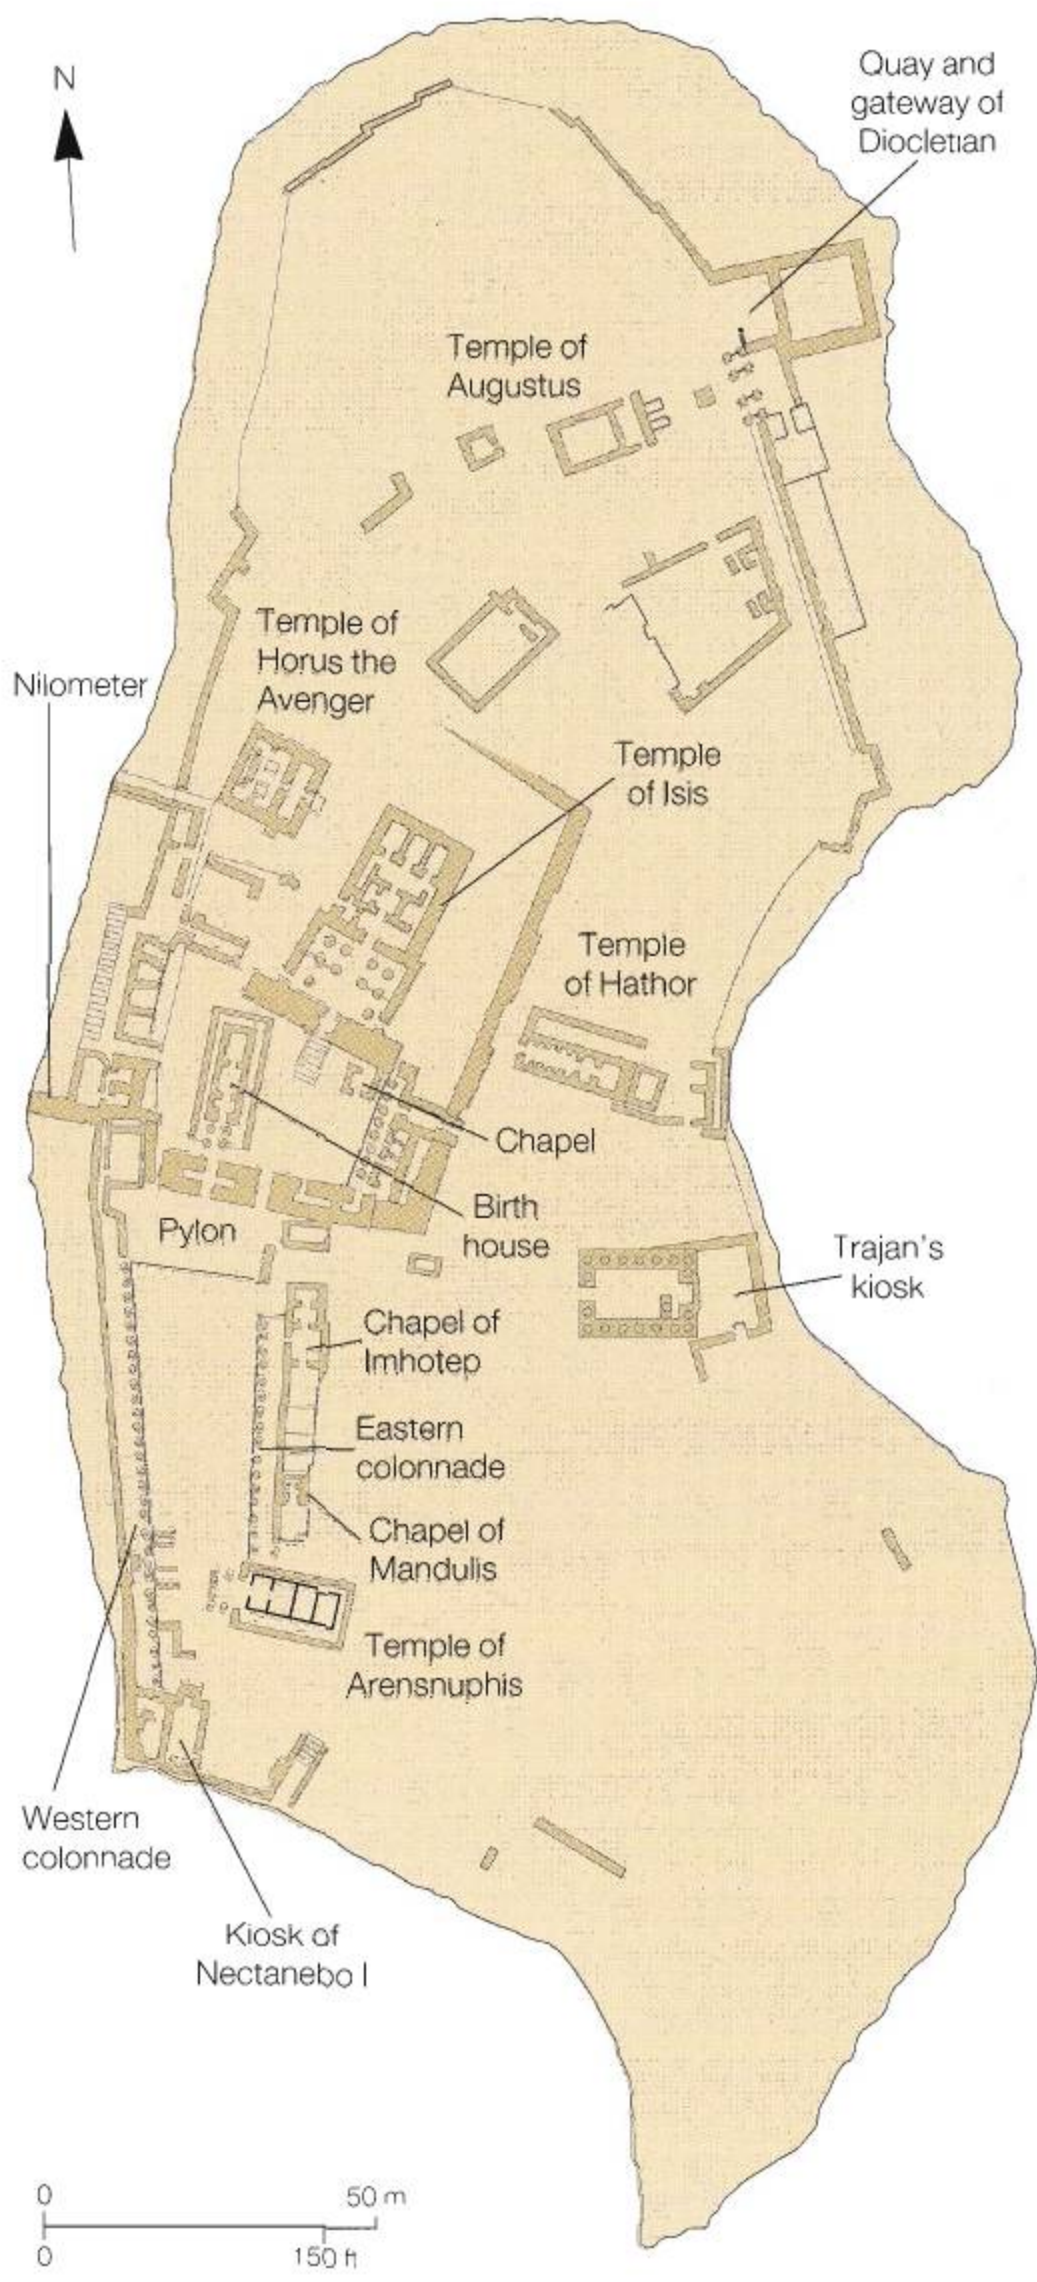 N
Quay and
gateway of
Diocletian
Temple of
Augustus
Temple of
Horus the
Avenger
Nilometer
Temple
of Isis
Temple
of Hathor
Chapel
Birth
house
Pylon
Trajan's
kiosk
Chapel of
Imhotep
Eastern
colonnade
Chapel of
Mandulis
Temple of
Arensnuphis
Western
colonnade
Kiosk of
Nectanebo I
0 50 m
0 150 ft